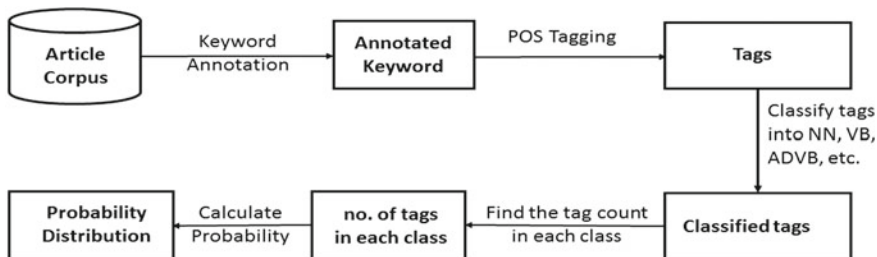 Article
Corpus
Keyword
Annotation
Annotated
Keyword
POS Tagging
Tags
Classify tags
into NN, VB,
ADVB, etc.
Classified tags
Find the tag count
in each class
no. of tags
in each class
Calculate
Probability
Probability
Distribution